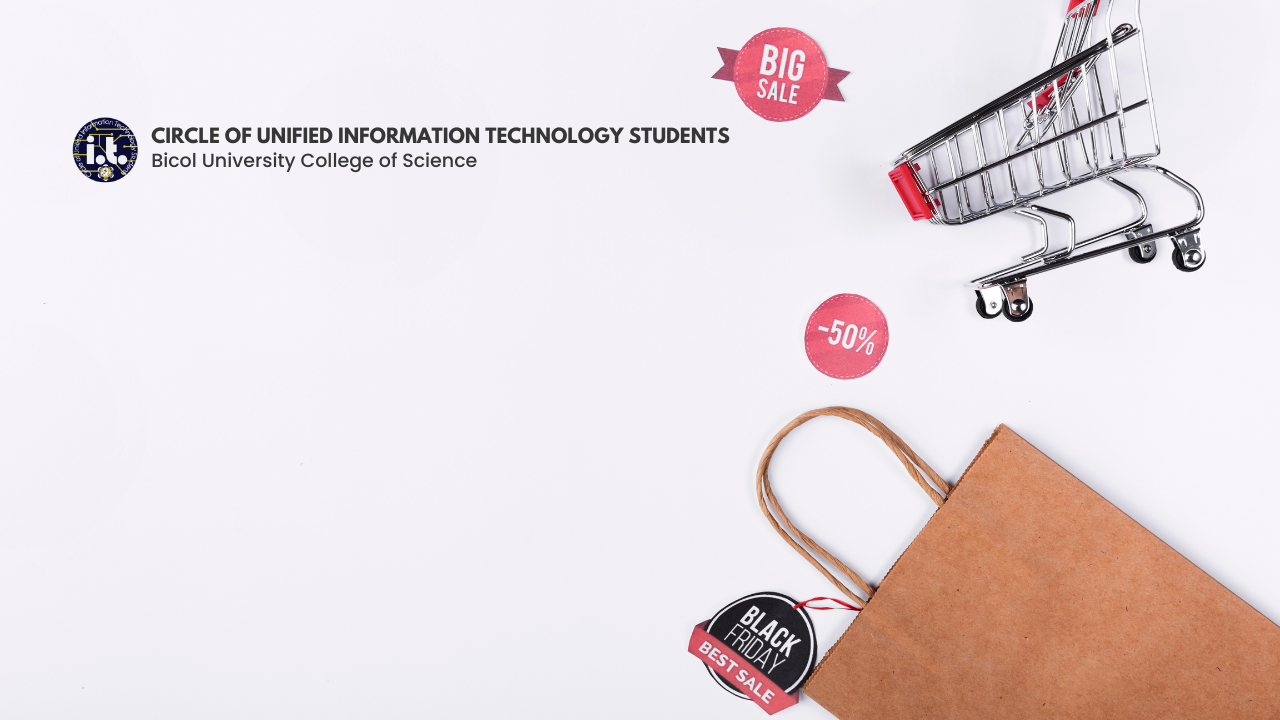 BIG
SALE
i.t.
CIRCLE OF UNIFIED INFORMATION TECHNOLOGY STUDENTS
Bicol University College of Science
-50%
BLACK
FRIDAY
BEST SALE